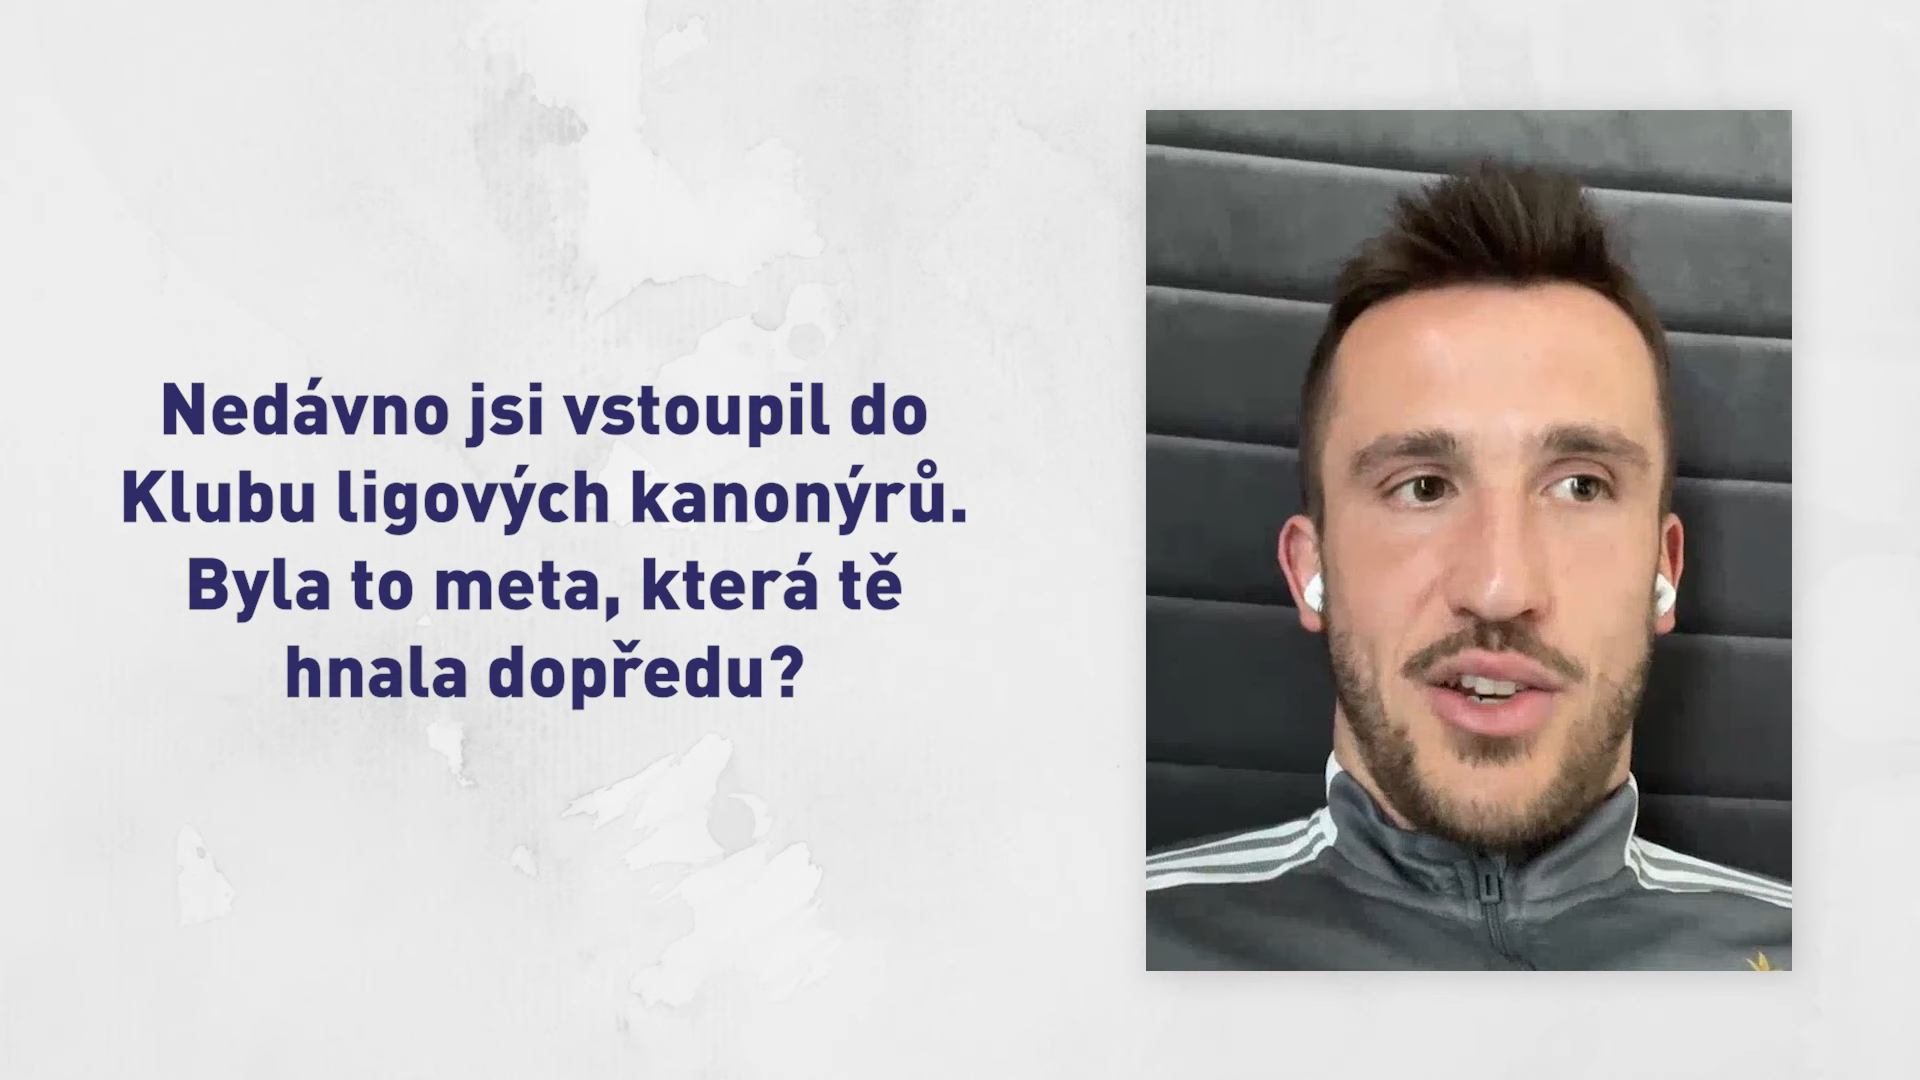 Nedávno jsi vstoupil do
Klubu ligových kanonýrů.
Byla to meta, která tě
hnala dopředu?